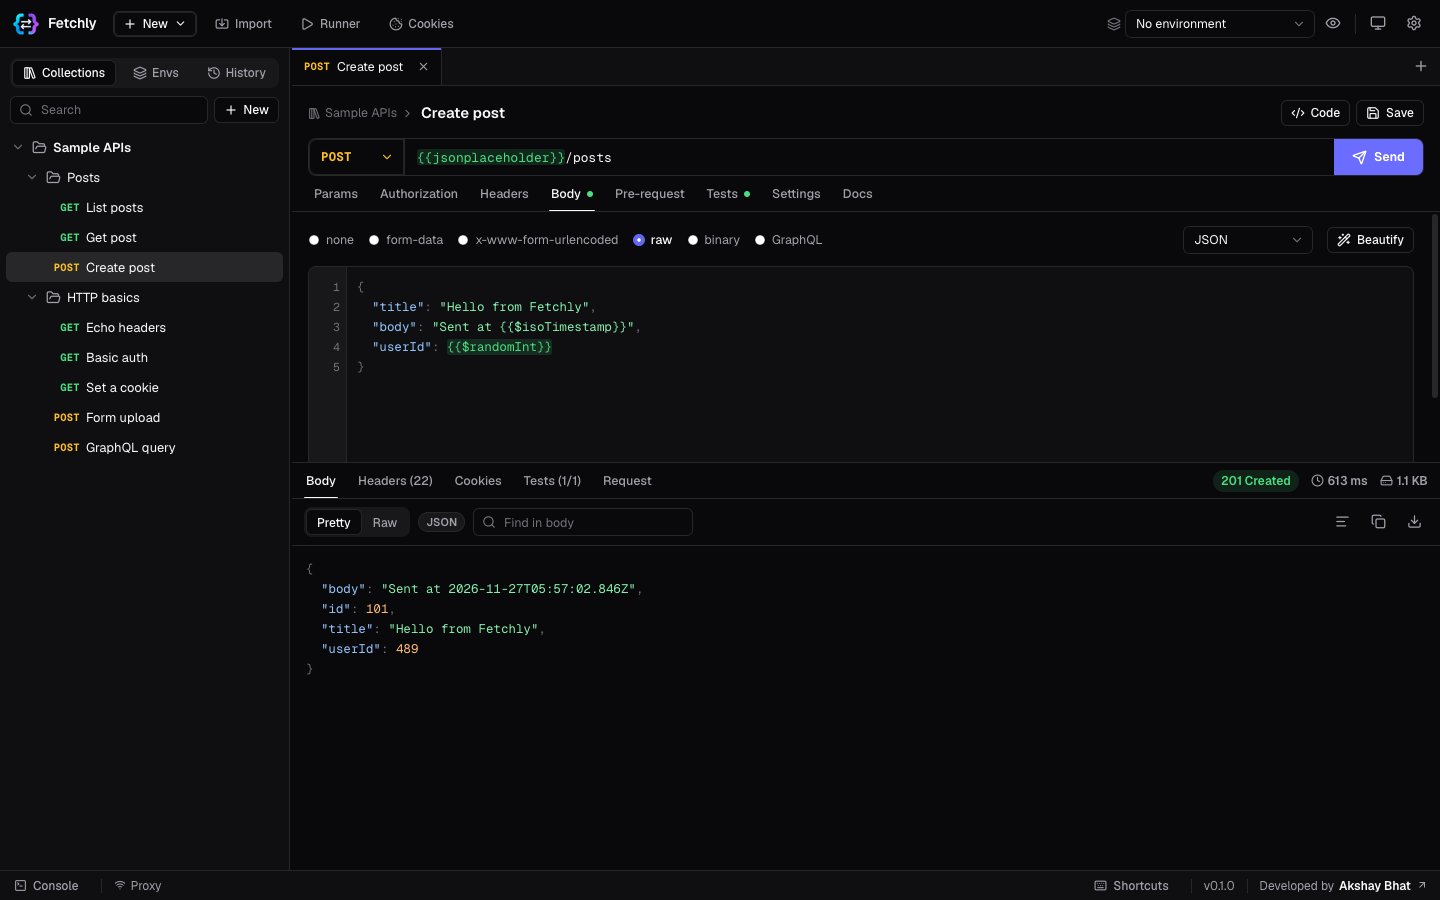 Fetchly
New
Import
Runner
Cookies
No environment
Collections
Envs
History
Search
New
Sample APIs
Posts
GET List posts
GET Get post
POST Create post
HTTP basics
GET Echo headers
GET Basic auth
GET Set a cookie
POST Form upload
POST GraphQL query
POST Create post
Sample APIs > Create post
Code
Save
POST
{{jsonplaceholder}}/posts
Send
Params
Authorization
Headers
Body
Pre-request
Tests
Settings
Docs
none
form-data
x-www-form-urlencoded
raw
binary
GraphQL
JSON
Beautify
1 {
2 "title": "Hello from Fetchly",
3 "body": "Sent at {{$isoTimestamp}}",
4 "userId": {{$randomInt}}
5 }
Body
Headers (22)
Cookies
Tests (1/1)
Request
201 Created
613 ms
1.1 KB
Pretty
Raw
JSON
Find in body
{
"body": "Sent at 2026-11-27T05:57:02.846Z",
"id": 101,
"title": "Hello from Fetchly",
"userId": 489
}
Console
Proxy
Shortcuts
v0.1.0
Developed by Akshay Bhat